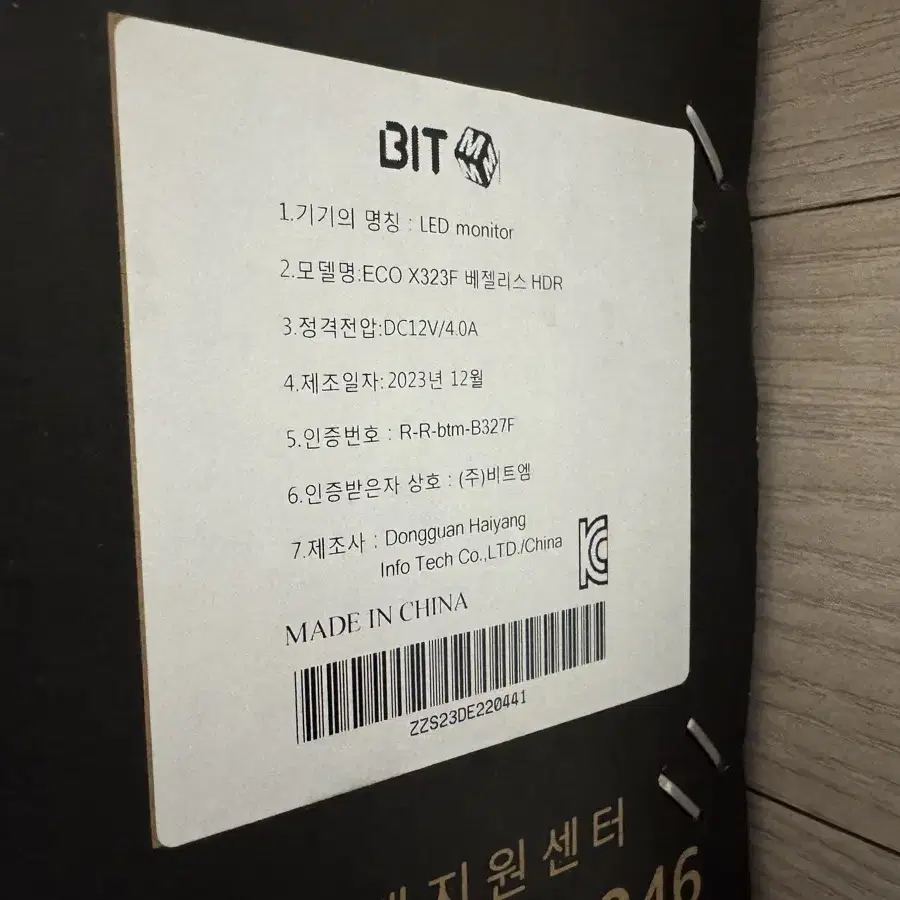 BIT MMM
1.기기의 명칭 : LED monitor
2.모델명:ECO X323F 베젤리스 HDR
3.정격전압:DC12V/4.0A
4.제조일자:2023년 12월
5.인증번호 : R-R-btm-B327F
6.인증받은자 상호 : (주)비트엠
7.제조사 : Dongguan Haiyang
Info Tech Co.,LTD./China
MADE IN CHINA
ZZS23DE220441
지원센터